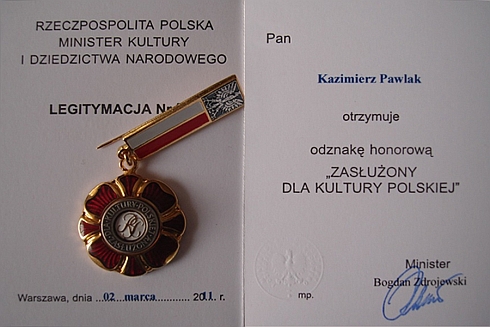 RZECZPOSPOLITA POLSKA
MINISTER KULTURY
I DZIEDZICTWA NARODOWEGO
LEGITYMACJA Nr
Warszawa, dnia ... 02 marca ........... 2011. r.
Pan
Kazimierz Pawlak
otrzymuje
odznakę honorową
„ZASŁUŻONY
DLA KULTURY POLSKIEJ”
Minister
Bogdan Zdrojewski
mp.